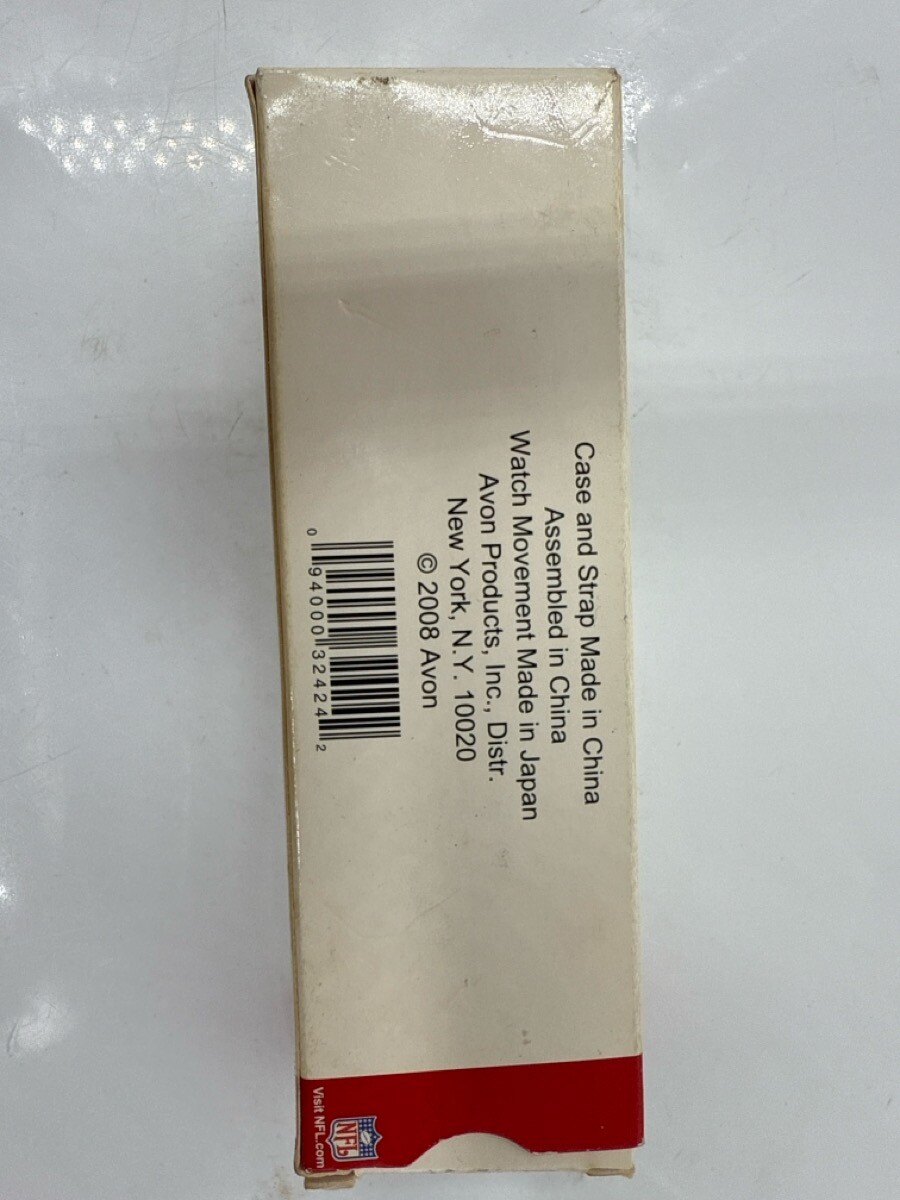 Case and Strap Made in China
Assembled in China
Watch Movement Made in Japan
Avon Products, Inc., Distr.
New York, N.Y. 10020
© 2008 Avon
0 94000 32424 2
NFL
Visit NFL.com